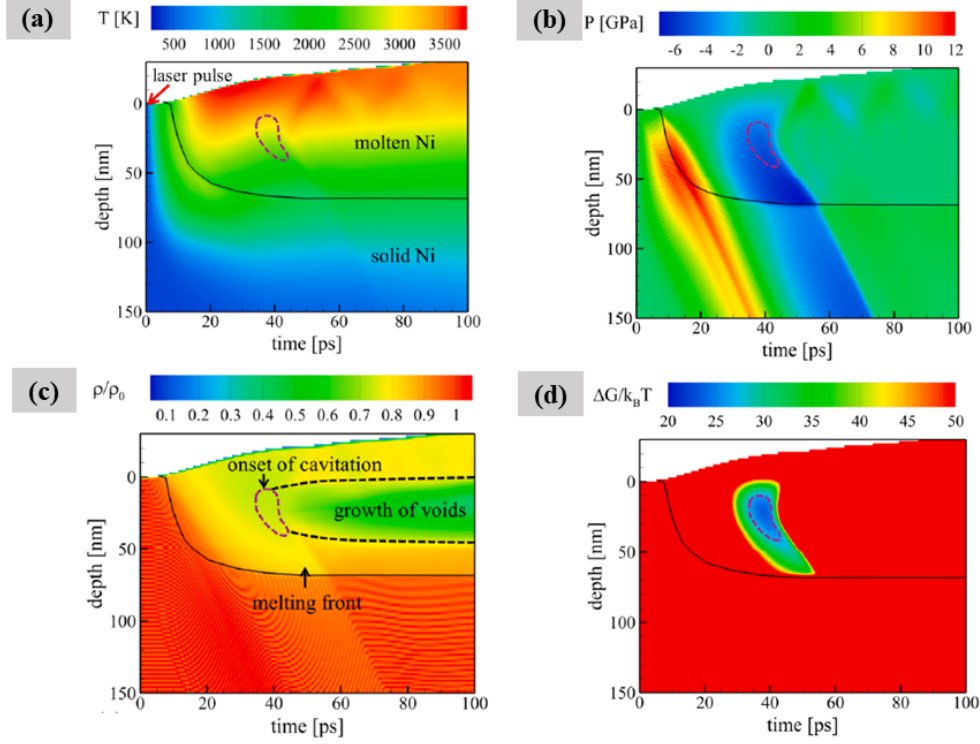 (a)
T [K]
500 1000 1500 2000 2500 3000 3500
laser pulse
molten Ni
solid Ni
depth [nm]
0
50
100
150
0 20 40 60 80 100
time [ps]
(b)
P [GPa]
-6 -4 -2 0 2 4 6 8 10 12
depth [nm]
0
50
100
150
0 20 40 60 80 100
time [ps]
(c)
ρ/ρ₀
0.1 0.2 0.3 0.4 0.5 0.6 0.7 0.8 0.9 1
onset of cavitation
growth of voids
melting front
depth [nm]
0
50
100
150
0 20 40 60 80 100
time [ps]
(d)
ΔG/k_BT
20 25 30 35 40 45 50
depth [nm]
0
50
100
150
0 20 40 60 80 100
time [ps]